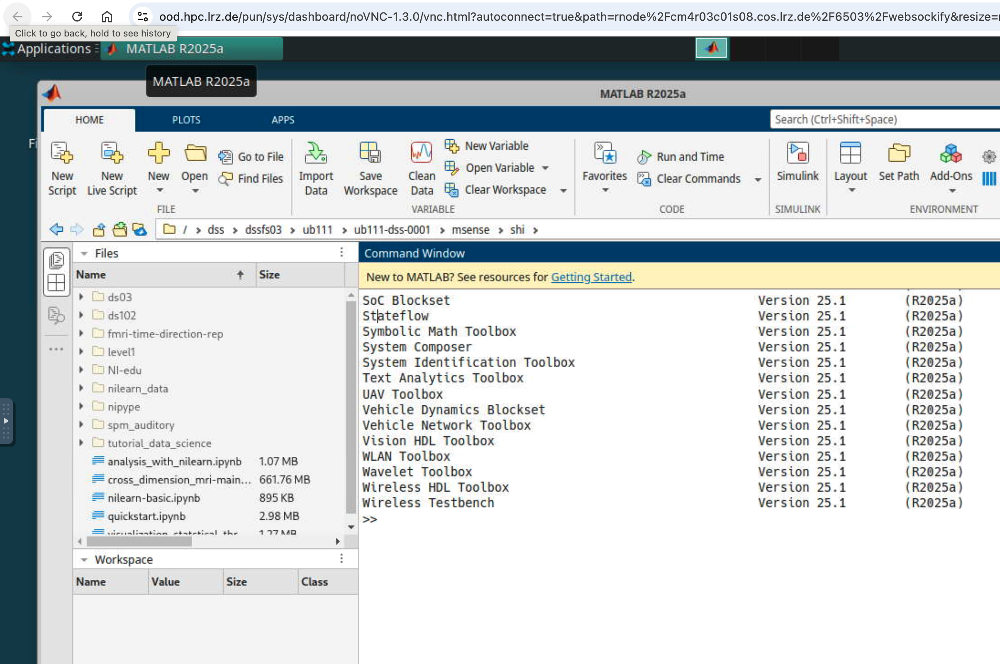 ood.hpc.lrz.de/pun/sys/dashboard/noVNC-1.3.0/vnc.html?autoconnect=true&path=rnode%2Fcm4r03c01s08.cos.lrz.de%2F6503%2Fwebsockify&resize=
Click to go back, hold to see history
Applications MATLAB R2025a
MATLAB R2025a
MATLAB R2025a
HOME PLOTS APPS Search (Ctrl+Shift+Space)
Fi
New Script
New Live Script
New
Open
Go to File
Find Files
Import Data
Save Workspace
Clean Data
New Variable
Open Variable
Clear Workspace
Favorites
Run and Time
Clear Commands
Simulink
Layout
Set Path
Add-Ons
FILE VARIABLE CODE SIMULINK ENVIRONMENT
/ › dss › dssfs03 › ub111 › ub111-dss-0001 › msense › shi ›
Files
Name Size
ds03
ds102
fmri-time-direction-rep
level1
NI-edu
nilearn_data
nipype
spm_auditory
tutorial_data_science
analysis_with_nilearn.ipynb 1.07 MB
cross_dimension_mri-main... 661.76 MB
nilearn-basic.ipynb 895 KB
quickstart.ipynb 2.98 MB
1.27 MB
Workspace
Name Value Size Class
Command Window
New to MATLAB? See resources for Getting Started.
SoC Blockset Version 25.1 (R2025a)
Stateflow Version 25.1 (R2025a)
Symbolic Math Toolbox Version 25.1 (R2025a)
System Composer Version 25.1 (R2025a)
System Identification Toolbox Version 25.1 (R2025a)
Text Analytics Toolbox Version 25.1 (R2025a)
UAV Toolbox Version 25.1 (R2025a)
Vehicle Dynamics Blockset Version 25.1 (R2025a)
Vehicle Network Toolbox Version 25.1 (R2025a)
Vision HDL Toolbox Version 25.1 (R2025a)
WLAN Toolbox Version 25.1 (R2025a)
Wavelet Toolbox Version 25.1 (R2025a)
Wireless HDL Toolbox Version 25.1 (R2025a)
Wireless Testbench Version 25.1 (R2025a)
>>